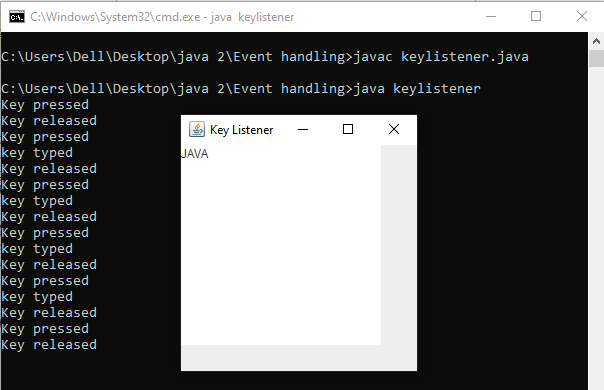 C:\Windows\System32\cmd.exe - java  keylistener
C:\Users\Dell\Desktop\java 2\Event handling>javac keylistener.java
C:\Users\Dell\Desktop\java 2\Event handling>java keylistener
Key pressed
Key released
Key pressed
key typed
Key released
Key pressed
key typed
Key released
Key pressed
key typed
Key released
Key pressed
key typed
Key released
Key pressed
Key released
Key Listener
JAVA